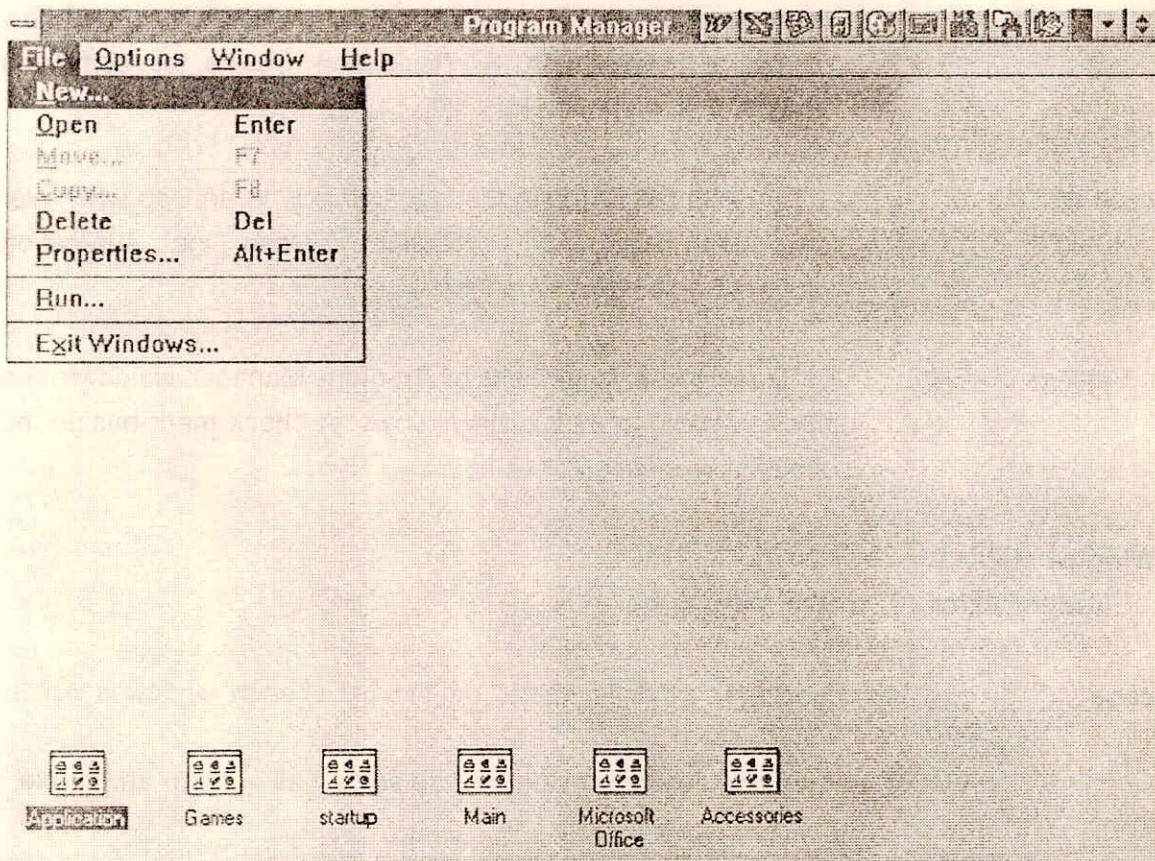 Program Manager
File Options Window Help
New...
Open Enter
Move... F7
Copy... F8
Delete Del
Properties... Alt+Enter
Run...
Exit Windows...
Application Games startup Main Microsoft Office Accessories